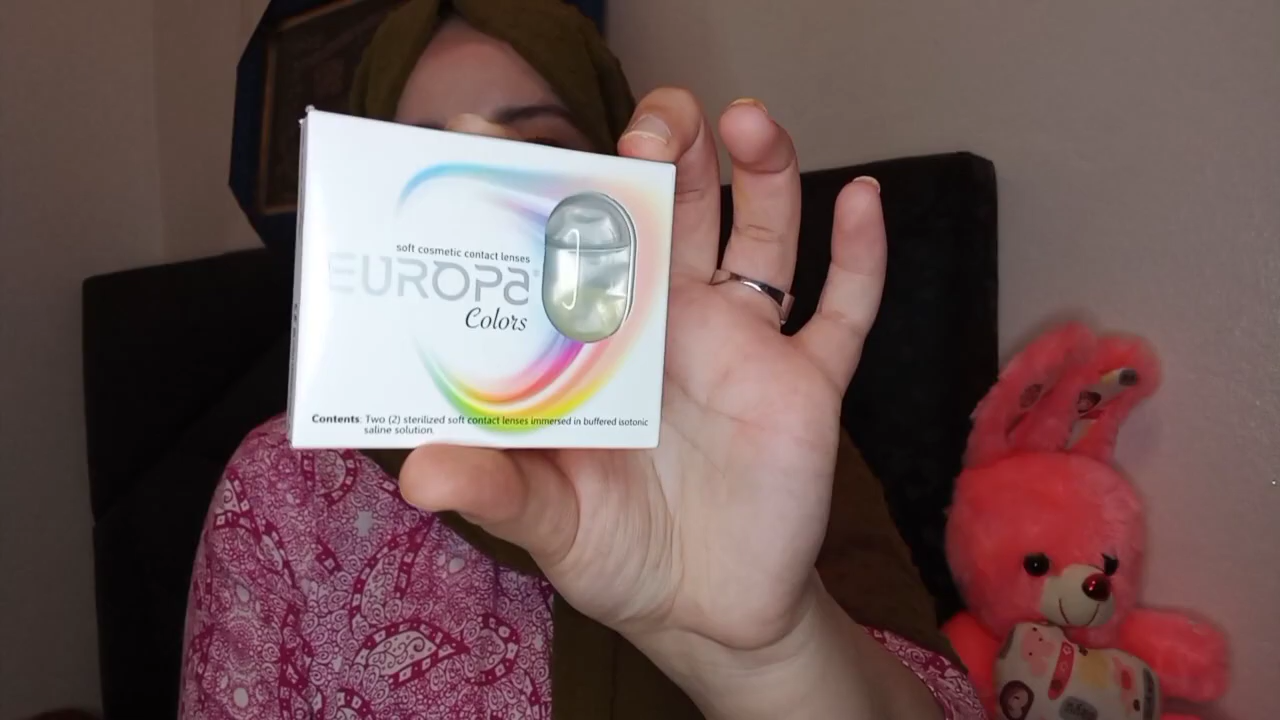 soft cosmetic contact lenses
EUROPa®
Colors
Contents: Two (2) sterilized soft contact lenses immersed in buffered isotonic
saline solution.